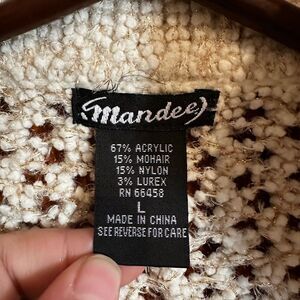 mandee
67% ACRYLIC
15% MOHAIR
15% NYLON
3% LUREX
RN 66458
L
MADE IN CHINA
SEE REVERSE FOR CARE